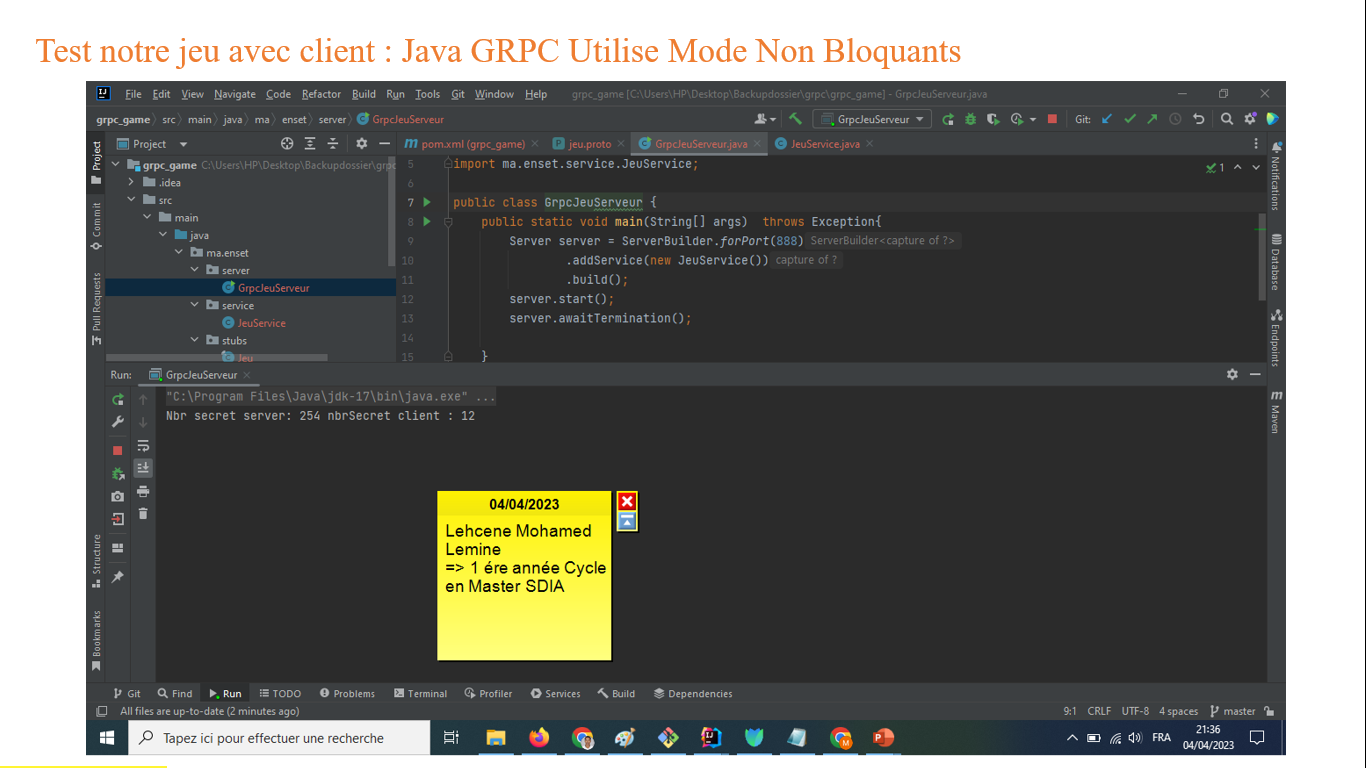 Test notre jeu avec client : Java GRPC Utilise Mode Non Bloquants
File Edit View Navigate Code Refactor Build Run Tools Git Window Help grpc_game [C:\Users\HP\Desktop\Backupdossier\grpc\grpc_game] - GrpcJeuServeur.java
grpc_game src main java ma enset server GrpcJeuServeur GrpcJeuServeur Git:
Project pom.xml (grpc_game) jeu.proto GrpcJeuServeur.java JeuService.java
grpc_game C:\Users\HP\Desktop\Backupdossier\grpc
.idea
src
main
java
ma.enset
server
GrpcJeuServeur
service
JeuService
stubs
Jeu
5 import ma.enset.service.JeuService; 1
6
7 public class GrpcJeuServeur {
8 public static void main(String[] args) throws Exception{
9 Server server = ServerBuilder.forPort(888) ServerBuilder<capture of ?>
10 .addService(new JeuService()) capture of ?
11 .build();
12 server.start();
13 server.awaitTermination();
14
15 }
Project
Commit
Pull Requests
Structure
Bookmarks
Notifications
Database
Endpoints
m Maven
Run: GrpcJeuServeur
"C:\Program Files\Java\jdk-17\bin\java.exe" ...
Nbr secret server: 254 nbrSecret client : 12
04/04/2023
Lehcene Mohamed
Lemine
=> 1 ére année Cycle
en Master SDIA
Git Find Run TODO Problems Terminal Profiler Services Build Dependencies
All files are up-to-date (2 minutes ago) 9:1 CRLF UTF-8 4 spaces master
Tapez ici pour effectuer une recherche FRA
21:36
04/04/2023